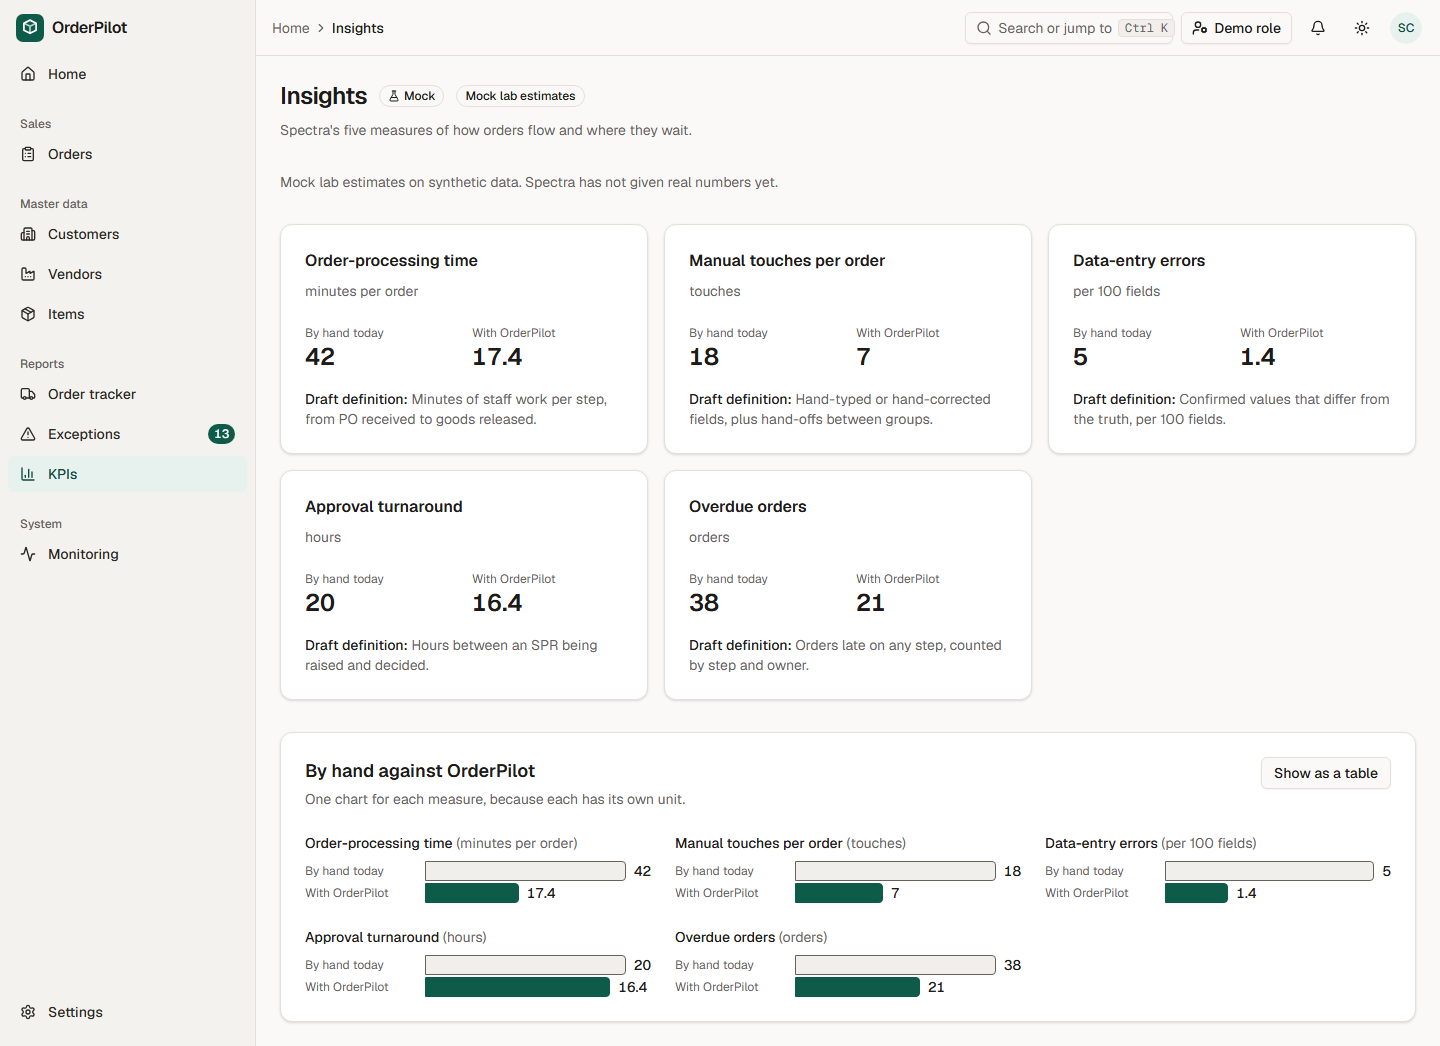 OrderPilot
Home
Sales
Orders
Master data
Customers
Vendors
Items
Reports
Order tracker
Exceptions 13
KPIs
System
Monitoring
Settings
Home > Insights
Search or jump to Ctrl K
Demo role
SC
Insights
Mock
Mock lab estimates
Spectra's five measures of how orders flow and where they wait.
Mock lab estimates on synthetic data. Spectra has not given real numbers yet.
Order-processing time
minutes per order
By hand today With OrderPilot
42 17.4
Draft definition: Minutes of staff work per step,
from PO received to goods released.
Manual touches per order
touches
By hand today With OrderPilot
18 7
Draft definition: Hand-typed or hand-corrected
fields, plus hand-offs between groups.
Data-entry errors
per 100 fields
By hand today With OrderPilot
5 1.4
Draft definition: Confirmed values that differ from
the truth, per 100 fields.
Approval turnaround
hours
By hand today With OrderPilot
20 16.4
Draft definition: Hours between an SPR being
raised and decided.
Overdue orders
orders
By hand today With OrderPilot
38 21
Draft definition: Orders late on any step, counted
by step and owner.
By hand against OrderPilot
Show as a table
One chart for each measure, because each has its own unit.
Order-processing time (minutes per order)
By hand today 42
With OrderPilot 17.4
Manual touches per order (touches)
By hand today 18
With OrderPilot 7
Data-entry errors (per 100 fields)
By hand today 5
With OrderPilot 1.4
Approval turnaround (hours)
By hand today 20
With OrderPilot 16.4
Overdue orders (orders)
By hand today 38
With OrderPilot 21